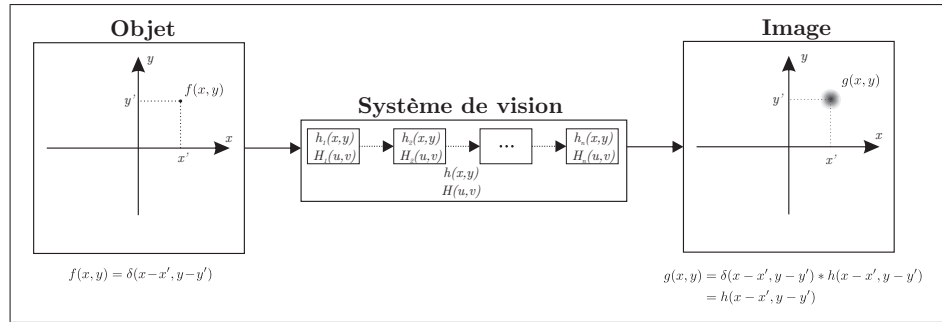 Objet
y
f(x,y)
y'
x
x'
f(x,y) = δ(x−x′, y−y′)
Système de vision
h₁(x,y)
H₁(u,v)
h₂(x,y)
H₂(u,v)
...
hₙ(x,y)
Hₙ(u,v)
h(x,y)
H(u,v)
Image
y
g(x,y)
y'
x
x'
g(x,y) = δ(x − x′, y − y′) ∗ h(x − x′, y − y′)
= h(x − x′, y − y′)